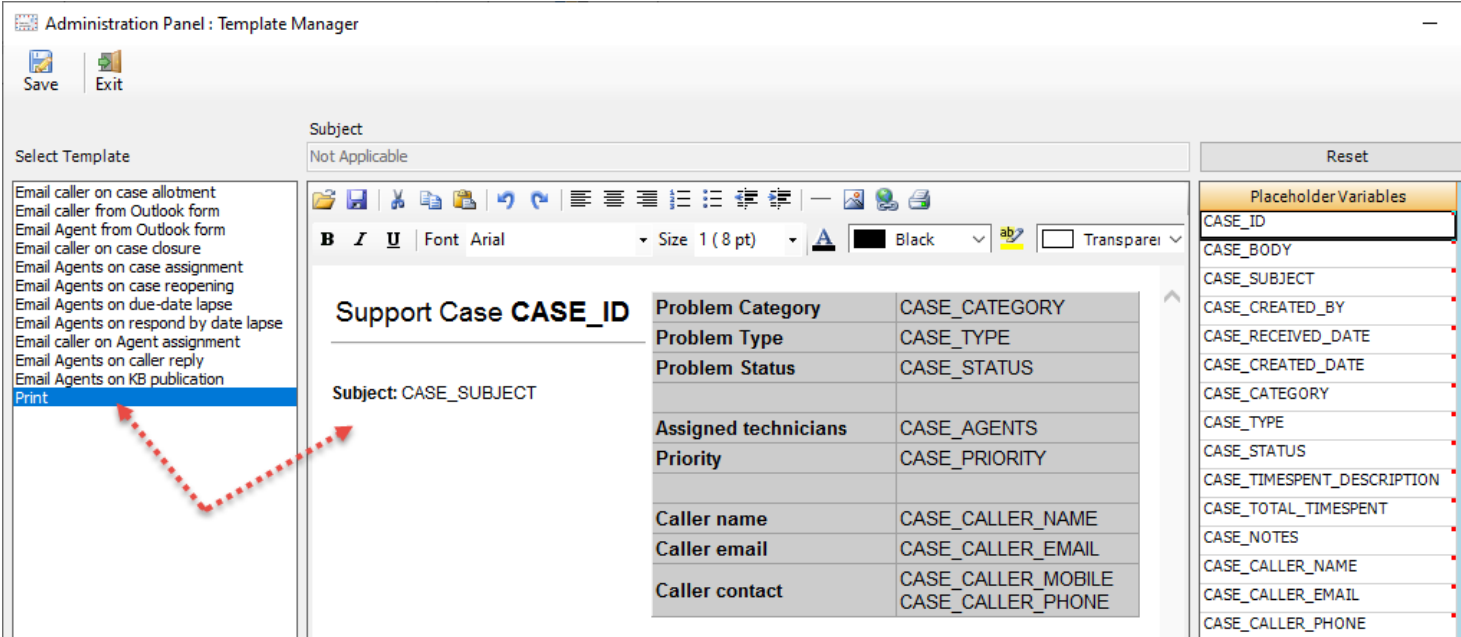 Administration Panel : Template Manager
Save
Exit
Subject
Select Template
Not Applicable
Reset
Email caller on case allotment
Email caller from Outlook form
Email Agent from Outlook form
Email caller on case closure
Email Agents on case assignment
Email Agents on case reopening
Email Agents on due-date lapse
Email Agents on respond by date lapse
Email caller on Agent assignment
Email Agents on caller reply
Email Agents on KB publication
Print
B I U Font Arial Size 1 ( 8 pt) A Black ab Transparei
Support Case CASE_ID
Subject: CASE_SUBJECT
Problem Category CASE_CATEGORY
Problem Type CASE_TYPE
Problem Status CASE_STATUS
Assigned technicians CASE_AGENTS
Priority CASE_PRIORITY
Caller name CASE_CALLER_NAME
Caller email CASE_CALLER_EMAIL
Caller contact CASE_CALLER_MOBILE
CASE_CALLER_PHONE
Placeholder Variables
CASE_ID
CASE_BODY
CASE_SUBJECT
CASE_CREATED_BY
CASE_RECEIVED_DATE
CASE_CREATED_DATE
CASE_CATEGORY
CASE_TYPE
CASE_STATUS
CASE_TIMESPENT_DESCRIPTION
CASE_TOTAL_TIMESPENT
CASE_NOTES
CASE_CALLER_NAME
CASE_CALLER_EMAIL
CASE_CALLER_PHONE